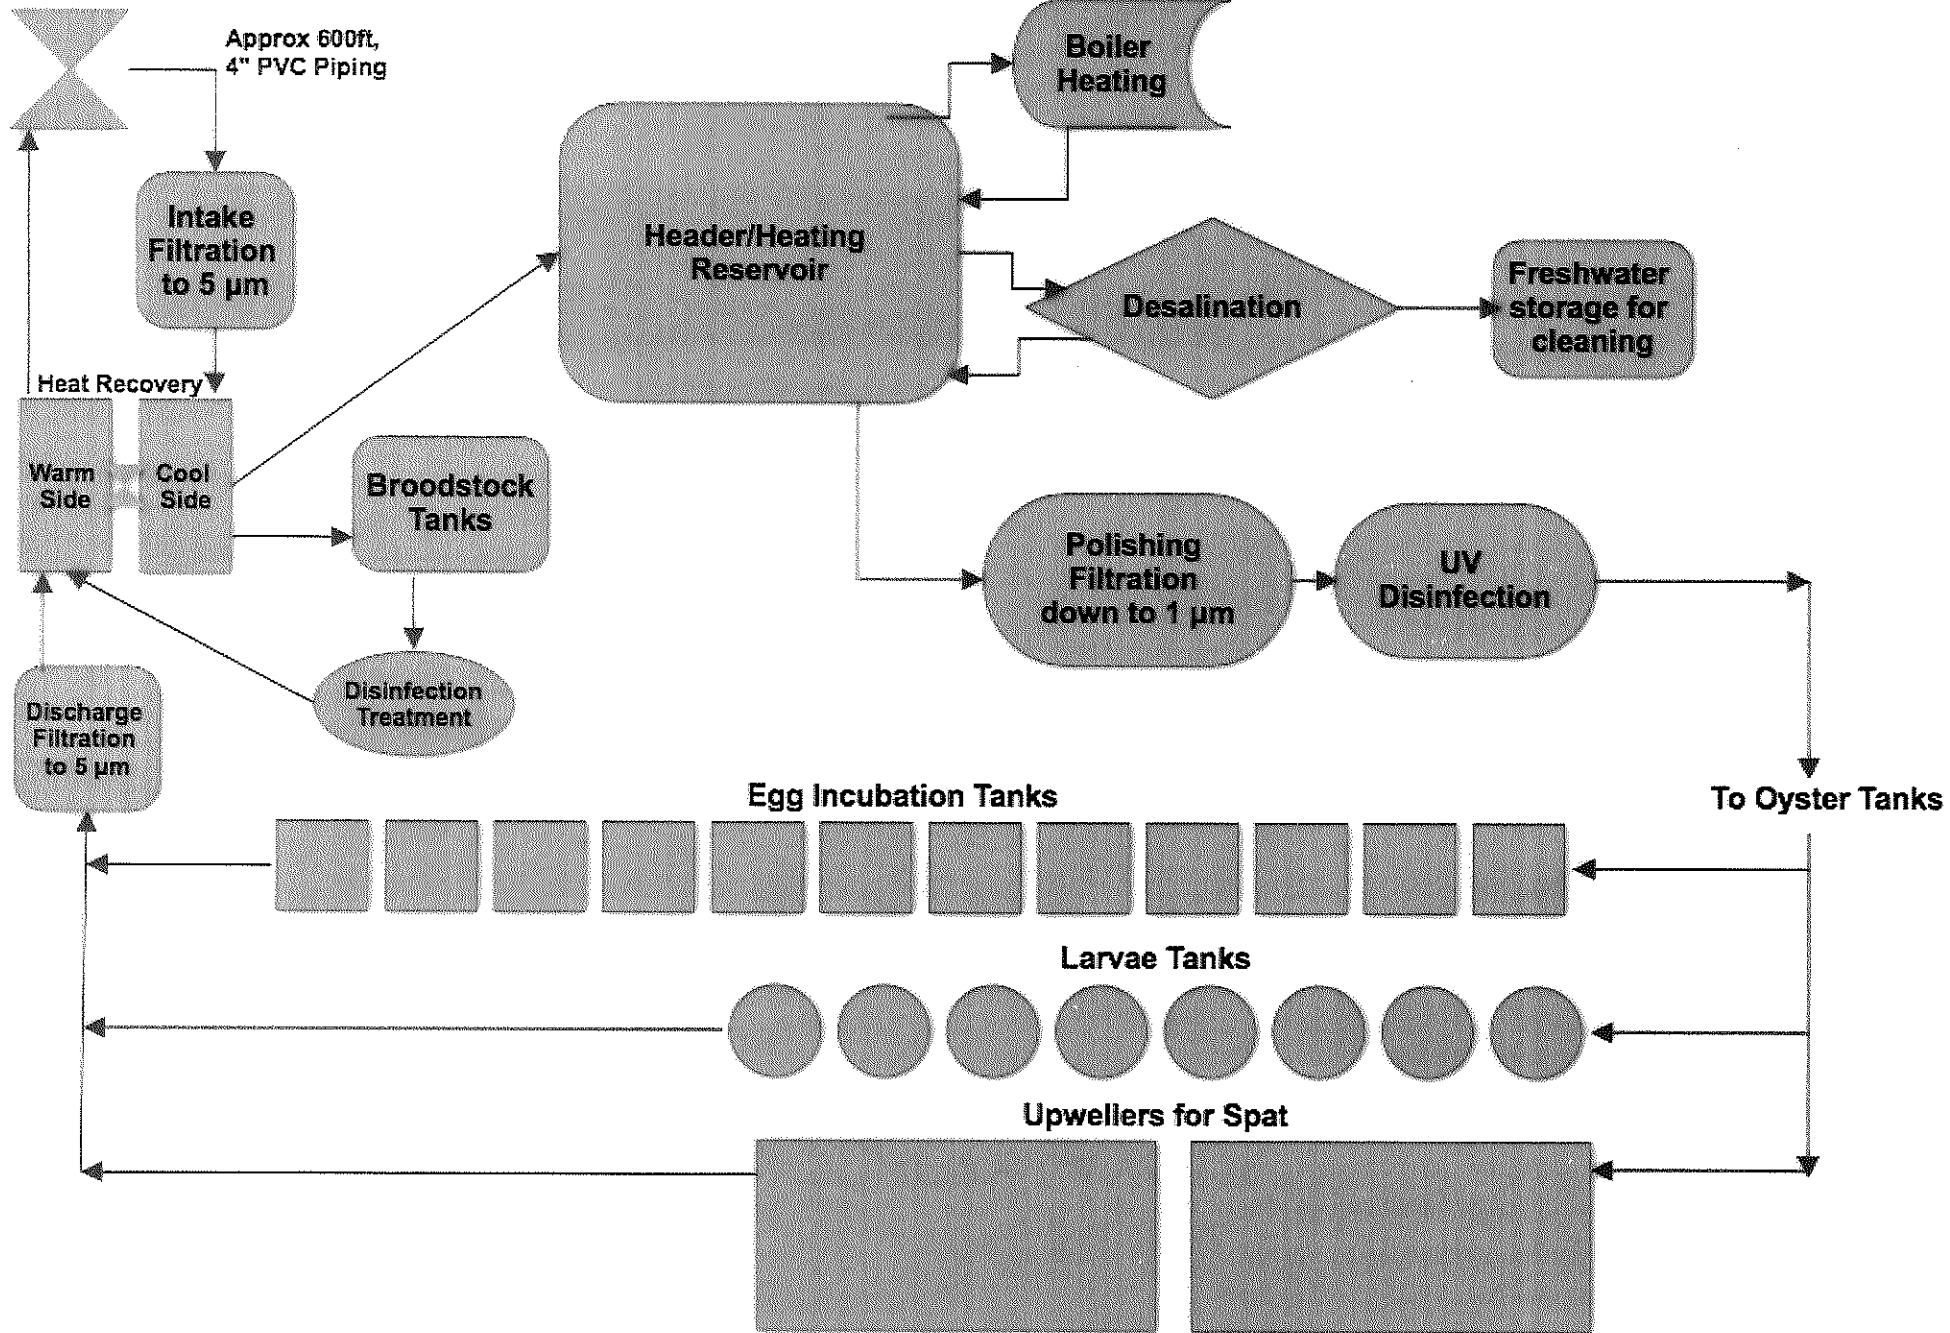 Approx 600ft,
4" PVC Piping
Boiler
Heating
Intake
Filtration
to 5 µm
Header/Heating
Reservoir
Desalination
Freshwater
storage for
cleaning
Heat Recovery
Warm
Side
Cool
Side
Broodstock
Tanks
Polishing
Filtration
down to 1 µm
UV
Disinfection
Disinfection
Treatment
Discharge
Filtration
to 5 µm
Egg Incubation Tanks
To Oyster Tanks
Larvae Tanks
Upwellers for Spat